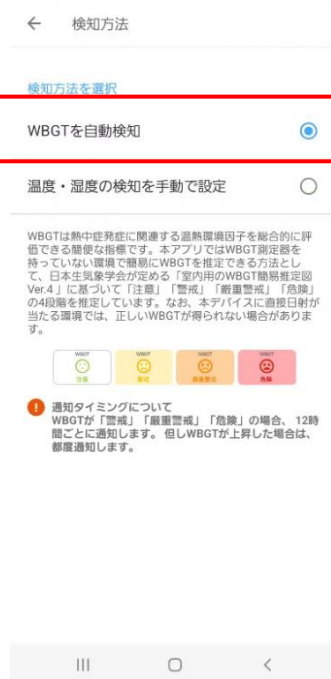 ← 検知方法
検知方法を選択
WBGTを自動検知
温度・湿度の検知を手動で設定
WBGTは熱中症発症に関連する温熱環境因子を総合的に評
価できる簡便な指標です。本アプリではWBGT測定器を
持っていない環境で簡易にWBGTを推定できる方法とし
て、日本生気象学会が定める「室内用のWBGT簡易推定図
Ver.4 」に基づいて「注意」「警戒」「厳重警戒」「危険」
の4段階を推定しています。なお、本デバイスに直接日射が
当たる環境では、正しいWBGTが得られない場合がありま
す。
WBGT WBGT WBGT WBGT
注意 警戒 厳重警戒 危険
通知タイミングについて
WBGTが「警戒」「厳重警戒」「危険」の場合、 12時
間ごとに通知します。 但しWBGTが上昇した場合は、
都度通知します。